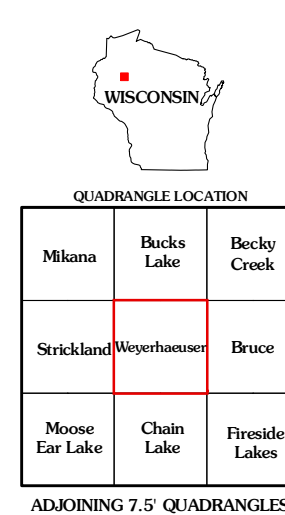 WISCONSIN
QUADRANGLE LOCATION
Mikana
Bucks
Lake
Becky
Creek
Strickland
Weyerhaeuser
Bruce
Moose
Ear Lake
Chain
Lake
Fireside
Lakes
ADJOINING 7.5' QUADRANGLES